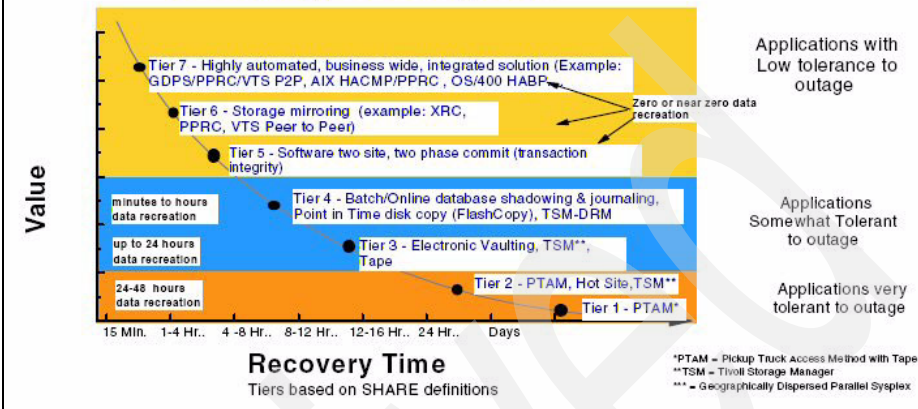 Tier 7 - Highly automated, business wide, integrated solution (Example:
GDPS/PPRC/VTS P2P, AIX HACMP/PPRC , OS/400 HABP...
Applications with
Low tolerance to
outage
Zero or near zero data
recreation
Tier 6 - Storage mirroring (example: XRC,
PPRC, VTS Peer to Peer)
Tier 5 - Software two site, two phase commit (transaction
integrity)
Value
minutes to hours
data recreation
Tier 4 - Batch/Online database shadowing & journaling,
Point in Time disk copy (FlashCopy), TSM-DRM
Applications
Somewhat Tolerant
to outage
up to 24 hours
data recreation
Tier 3 - Electronic Vaulting, TSM**,
Tape
24-48 hours
data recreation
Tier 2 - PTAM, Hot Site,TSM**
Tier 1 - PTAM*
Applications very
tolerant to outage
15 Min. 1-4 Hr.. 4 -8 Hr.. 8-12 Hr.. 12-16 Hr.. 24 Hr.. Days
Recovery Time
Tiers based on SHARE definitions
*PTAM = Pickup Truck Access Method with Tape
**TSM = Tivoli Storage Manager
*** = Geographically Dispersed Parallel Sysplex